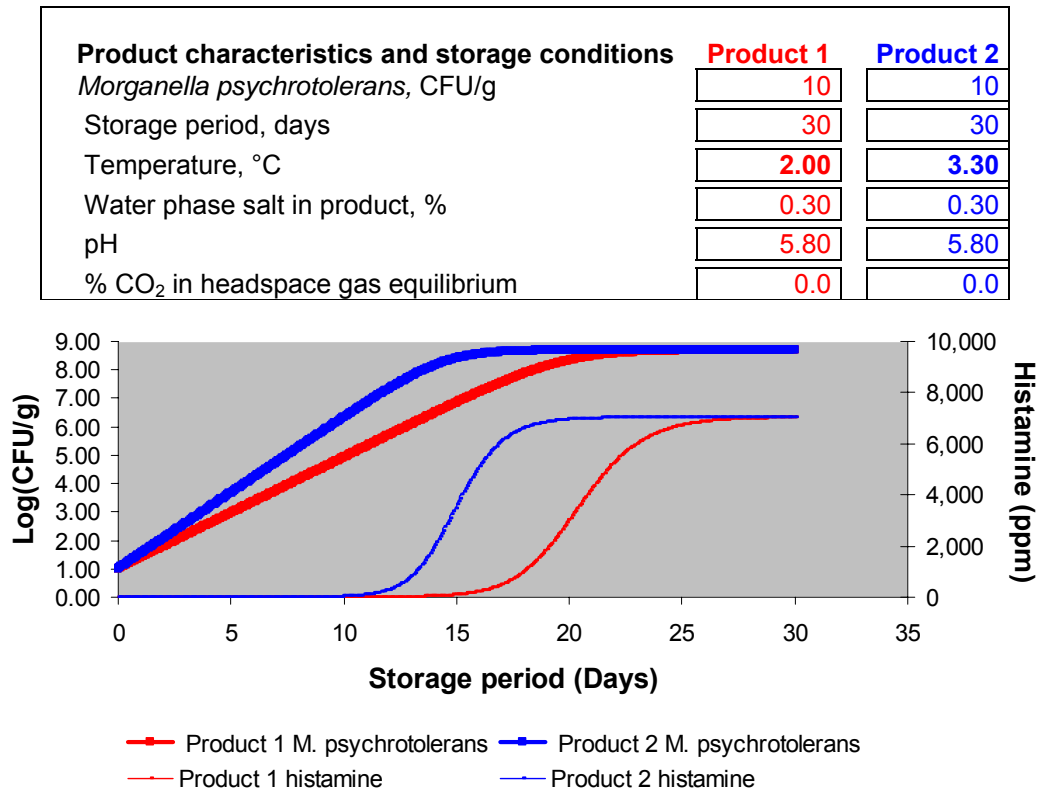 Product characteristics and storage conditions Product 1 Product 2
Morganella psychrotolerans, CFU/g 10 10
Storage period, days 30 30
Temperature, °C 2.00 3.30
Water phase salt in product, % 0.30 0.30
pH 5.80 5.80
% CO₂ in headspace gas equilibrium 0.0 0.0
Log(CFU/g)
9.00
8.00
7.00
6.00
5.00
4.00
3.00
2.00
1.00
0.00
10,000
8,000
6,000
4,000
2,000
0
Histamine (ppm)
0 5 10 15 20 25 30 35
Storage period (Days)
Product 1 M. psychrotolerans Product 2 M. psychrotolerans
Product 1 histamine Product 2 histamine